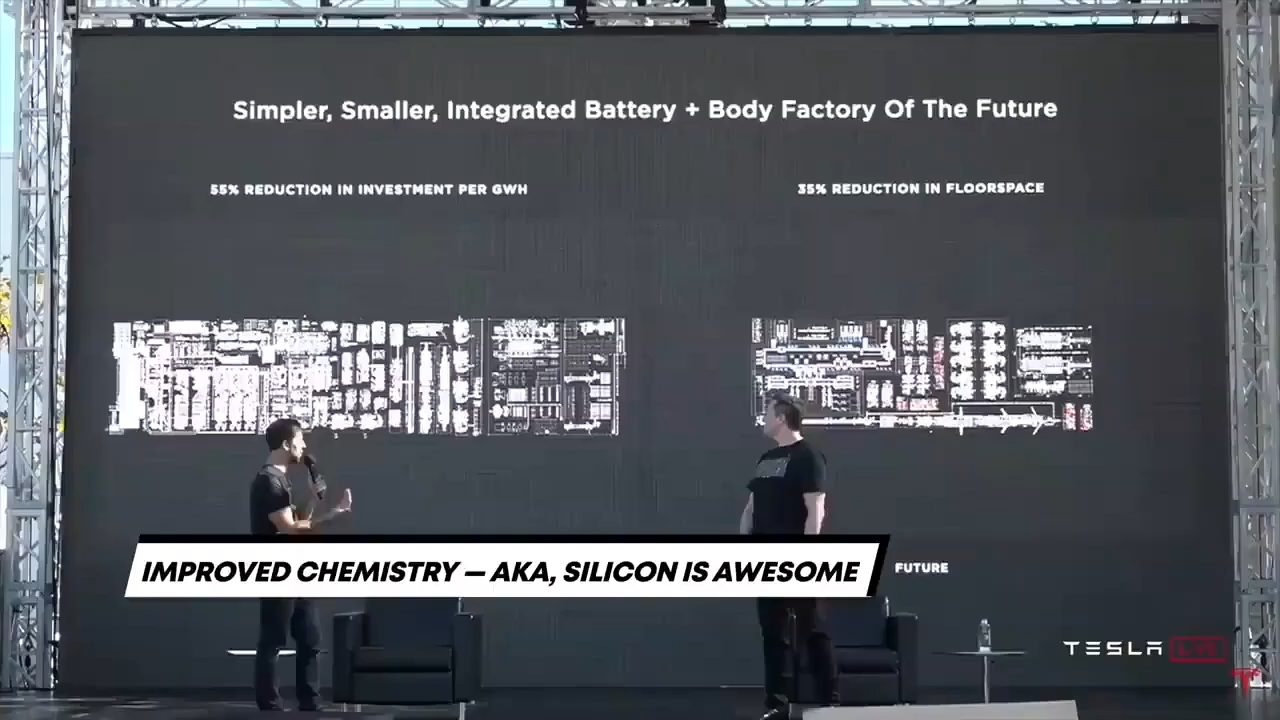 Simpler, Smaller, Integrated Battery + Body Factory Of The Future
55% REDUCTION IN INVESTMENT PER GWH
35% REDUCTION IN FLOORSPACE
IMPROVED CHEMISTRY — AKA, SILICON IS AWESOME
FUTURE
TESLA LIVE